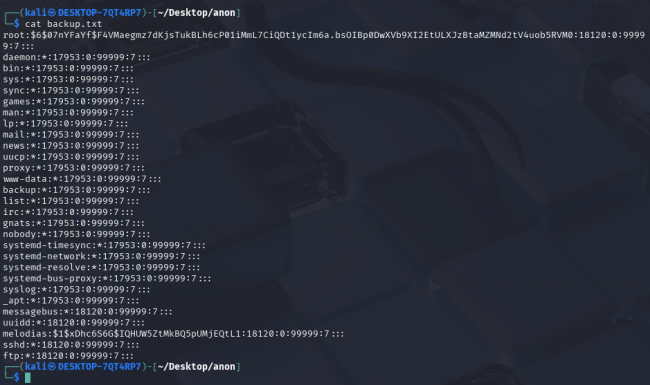 ┌──(kali㉿DESKTOP-7QT4RP7)-[~/Desktop/anon]
└─$ cat backup.txt
root:$6$07nYFaYf$F4VMaegmz7dKjsTukBLh6cP01iMmL7CiQDt1ycIm6a.bsOIBp0DwXVb9XI2EtULXJzBtaMZMNd2tV4uob5RVM0:18120:0:9999
9:7:::
daemon:*:17953:0:99999:7:::
bin:*:17953:0:99999:7:::
sys:*:17953:0:99999:7:::
sync:*:17953:0:99999:7:::
games:*:17953:0:99999:7:::
man:*:17953:0:99999:7:::
lp:*:17953:0:99999:7:::
mail:*:17953:0:99999:7:::
news:*:17953:0:99999:7:::
uucp:*:17953:0:99999:7:::
proxy:*:17953:0:99999:7:::
www-data:*:17953:0:99999:7:::
backup:*:17953:0:99999:7:::
list:*:17953:0:99999:7:::
irc:*:17953:0:99999:7:::
gnats:*:17953:0:99999:7:::
nobody:*:17953:0:99999:7:::
systemd-timesync:*:17953:0:99999:7:::
systemd-network:*:17953:0:99999:7:::
systemd-resolve:*:17953:0:99999:7:::
systemd-bus-proxy:*:17953:0:99999:7:::
syslog:*:17953:0:99999:7:::
_apt:*:17953:0:99999:7:::
messagebus:*:18120:0:99999:7:::
uuidd:*:18120:0:99999:7:::
melodias:$1$xDhc6S6G$IQHUW5ZtMkBQ5pUMjEQtL1:18120:0:99999:7:::
sshd:*:18120:0:99999:7:::
ftp:*:18120:0:99999:7:::
┌──(kali㉿DESKTOP-7QT4RP7)-[~/Desktop/anon]
└─$